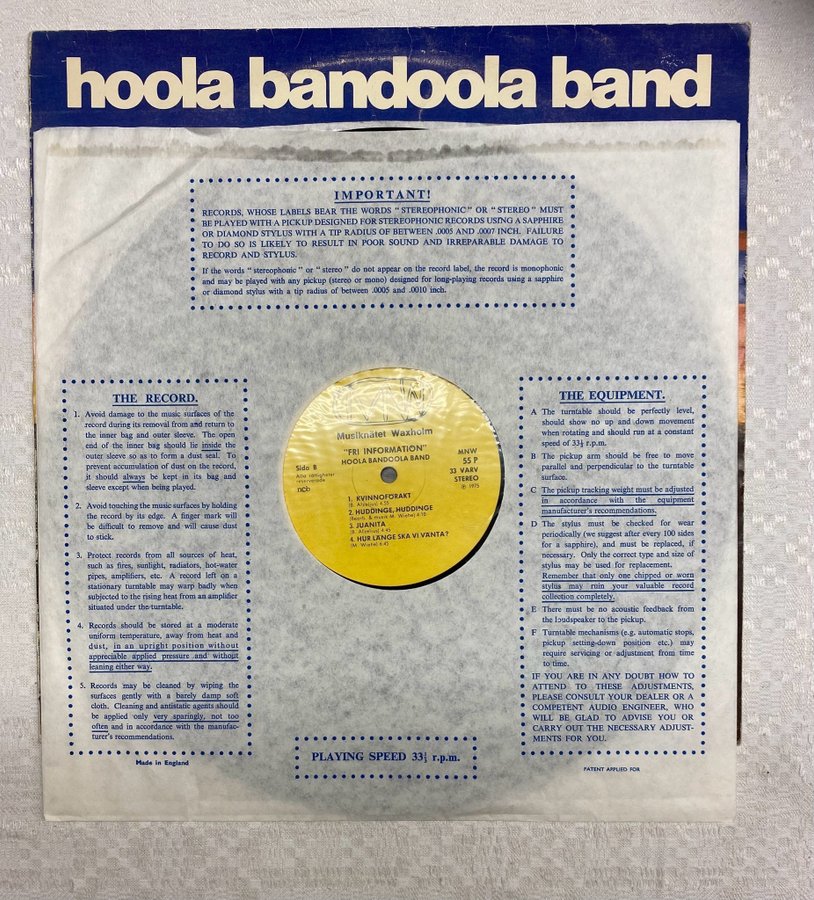 hoola bandoola band
IMPORTANT!
RECORDS, WHOSE LABELS BEAR THE WORDS "STEREOPHONIC" OR "STEREO" MUST
BE PLAYED WITH A PICKUP DESIGNED FOR STEREOPHONIC RECORDS USING A SAPPHIRE
OR DIAMOND STYLUS WITH A TIP RADIUS OF BETWEEN .0005 AND .0007 INCH. FAILURE
TO DO SO IS LIKELY TO RESULT IN POOR SOUND AND IRREPARABLE DAMAGE TO
RECORD AND STYLUS.
If the words "stereophonic" or "stereo" do not appear on the record label, the record is monophonic
and may be played with any pickup (stereo or mono) designed for long-playing records using a sapphire
or diamond stylus with a tip radius of between .0005 and .0010 inch.
THE RECORD.
1. Avoid damage to the music surfaces of the
record during its removal from and return to
the inner bag and outer sleeve. The open
end of the inner bag should lie inside the
outer sleeve so as to form a dust seal. To
prevent accumulation of dust on the record,
it should always be kept in its bag and
sleeve except when being played.
2. Avoid touching the music surfaces by holding
the record by its edge. A finger mark will
be difficult to remove and will cause dust
to stick.
3. Protect records from all sources of heat,
such as fires, sunlight, radiators, hot-water
pipes, amplifiers, etc. A record left on a
stationary turntable may warp badly when
subjected to the rising heat from an amplifier
situated under the turntable.
4. Records should be stored at a moderate
uniform temperature, away from heat and
dust, in an upright position without
appreciable applied pressure and without
leaning either way.
5. Records may be cleaned by wiping the
surfaces gently with a barely damp soft
cloth. Cleaning and antistatic agents should
be applied only very sparingly, not too
often and in accordance with the manufac-
turer's recommendations.
Made in England
Musiknätet Waxholm
"FRI INFORMATION"
HOOLA BANDOOLA BAND
Sida B
Alla rättigheter
reserverade
ncb
MNW
55 P
33 VARV
STEREO
℗ 1975
1. KVINNOFÖRAKT
(B. Afzelius) 4.55
2. HUDDINGE, HUDDINGE
(bearb. & musik M. Wiehe) 4.10
3. JUANITA
(B. Afzelius) 4.45
4. HUR LÄNGE SKA VI VÄNTA?
(M. Wiehe) 6.45
PLAYING SPEED 33⅓ r.p.m.
THE EQUIPMENT.
A The turntable should be perfectly level,
should show no up and down movement
when rotating and should run at a constant
speed of 33⅓ r.p.m.
B The pickup arm should be free to move
parallel and perpendicular to the turntable
surface.
C The pickup tracking weight must be adjusted
in accordance with the equipment
manufacturer's recommendations.
D The stylus must be checked for wear
periodically (we suggest after every 100 sides
for a sapphire), and must be replaced, if
necessary. Only the correct type and size of
stylus may be used for replacement.
Remember that only one chipped or worn
stylus may ruin your valuable record
collection completely.
E There must be no acoustic feedback from
the loudspeaker to the pickup.
F Turntable mechanisms (e.g. automatic stops,
pickup setting-down position etc.) may
require servicing or adjustment from time
to time.
IF YOU ARE IN ANY DOUBT HOW TO
ATTEND TO THESE ADJUSTMENTS,
PLEASE CONSULT YOUR DEALER OR A
COMPETENT AUDIO ENGINEER, WHO
WILL BE GLAD TO ADVISE YOU OR
CARRY OUT THE NECESSARY ADJUST-
MENTS FOR YOU.
PATENT APPLIED FOR